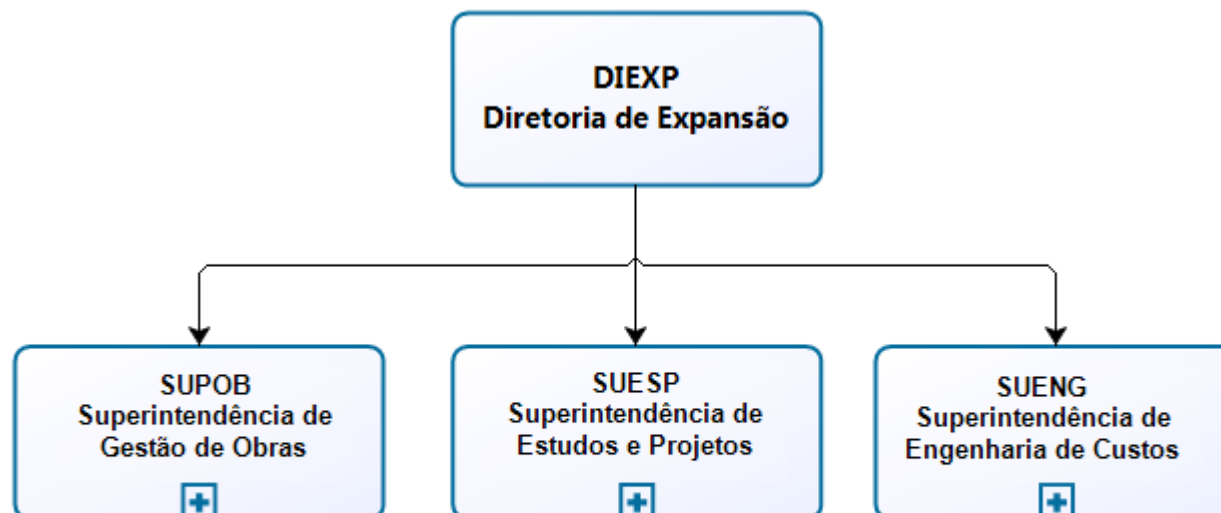 DIEXP
Diretoria de Expansão
SUPOB
Superintendência de
Gestão de Obras
SUESP
Superintendência de
Estudos e Projetos
SUENG
Superintendência de
Engenharia de Custos